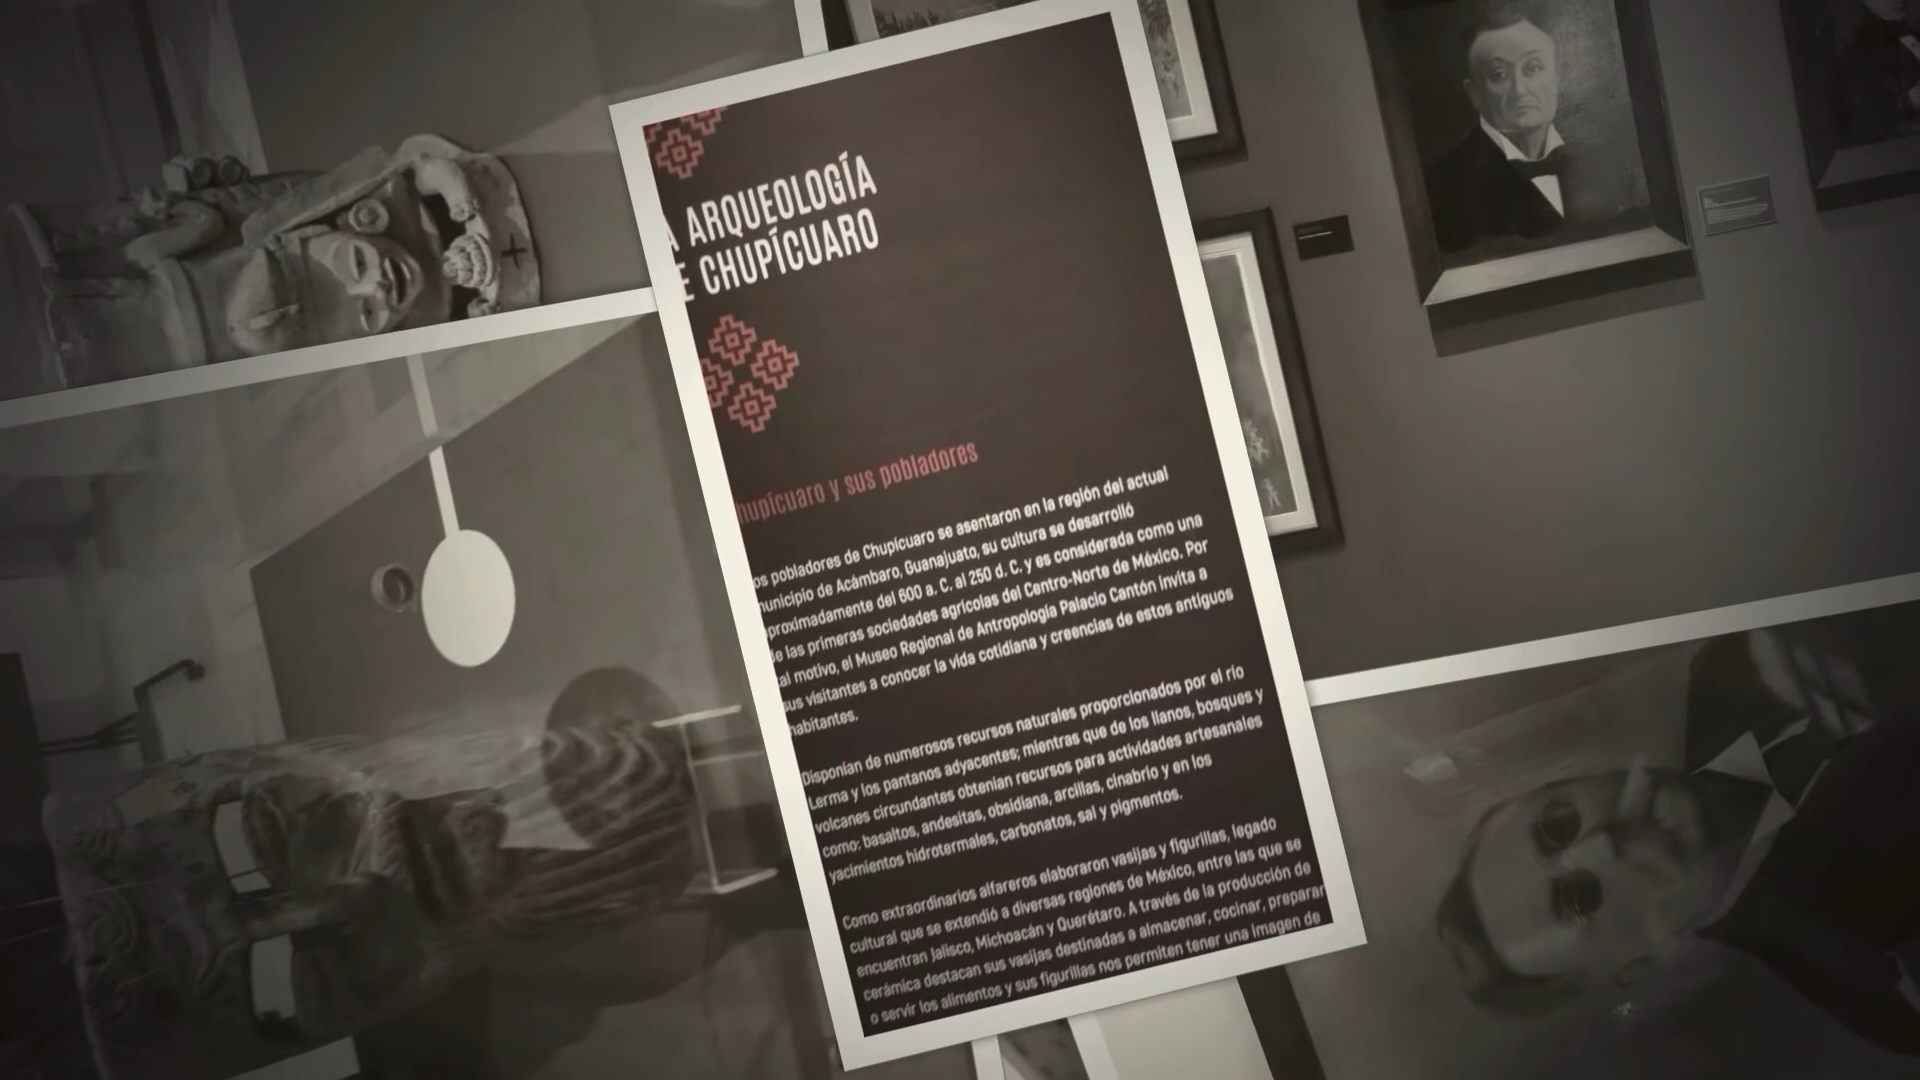 A ARQUEOLOGÍA
E CHUPÍCUARO
hupícuaro y sus pobladores
os pobladores de Chupícuaro se asentaron en la región del actual
unicipio de Acámbaro, Guanajuato, su cultura se desarrolló
proximadamente del 600 a. C. al 250 d. C. y es considerada como una
e las primeras sociedades agrícolas del Centro-Norte de México. Por
al motivo, el Museo Regional de Antropología Palacio Cantón invita a
sus visitantes a conocer la vida cotidiana y creencias de estos antiguos
habitantes.
Disponían de numerosos recursos naturales proporcionados por el río
Lerma y los pantanos adyacentes; mientras que de los llanos, bosques y
volcanes circundantes obtenían recursos para actividades artesanales
como: basaltos, andesitas, obsidiana, arcillas, cinabrio y en los
yacimientos hidrotermales, carbonatos, sal y pigmentos.
Como extraordinarios alfareros elaboraron vasijas y figurillas, legado
cultural que se extendió a diversas regiones de México, entre las que se
encuentran Jalisco, Michoacán y Querétaro. A través de la producción de
cerámica destacan sus vasijas destinadas a almacenar, cocinar, preparar
o servir los alimentos y sus figurillas nos permiten tener una imagen de